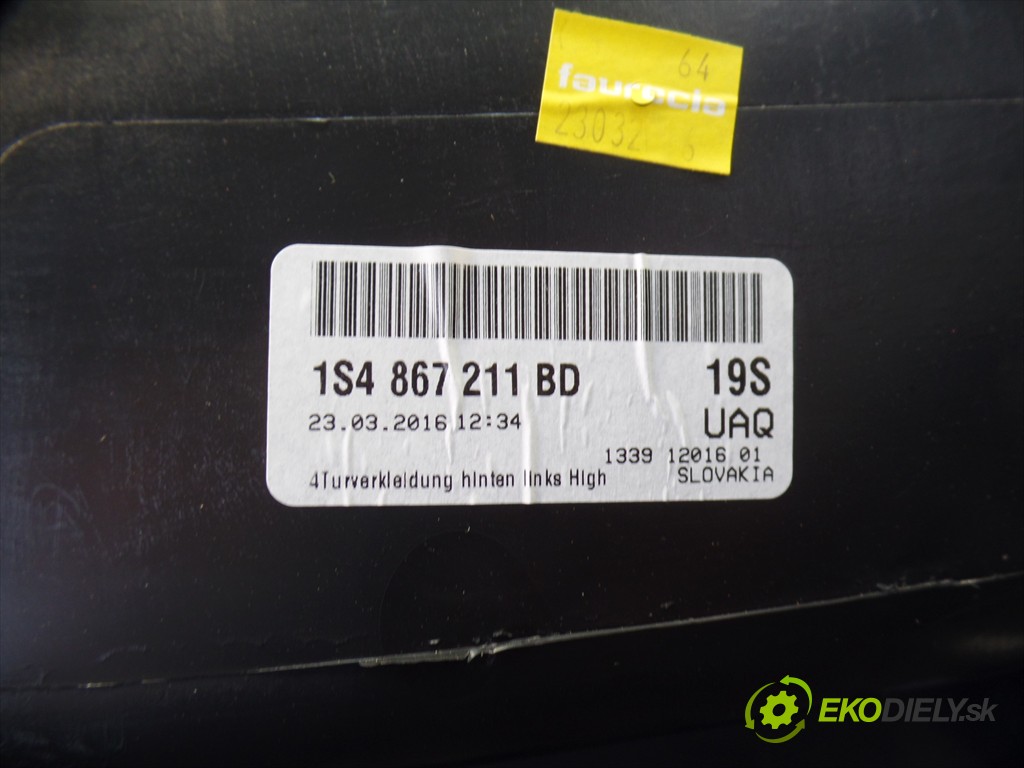 64
faurecia
23032
1S4 867 211 BD 19S
23.03.2016 12:34 UAQ
1339 12016 01
4Turverkleidung hinten links High SLOVAKIA
EKODIELY.sk